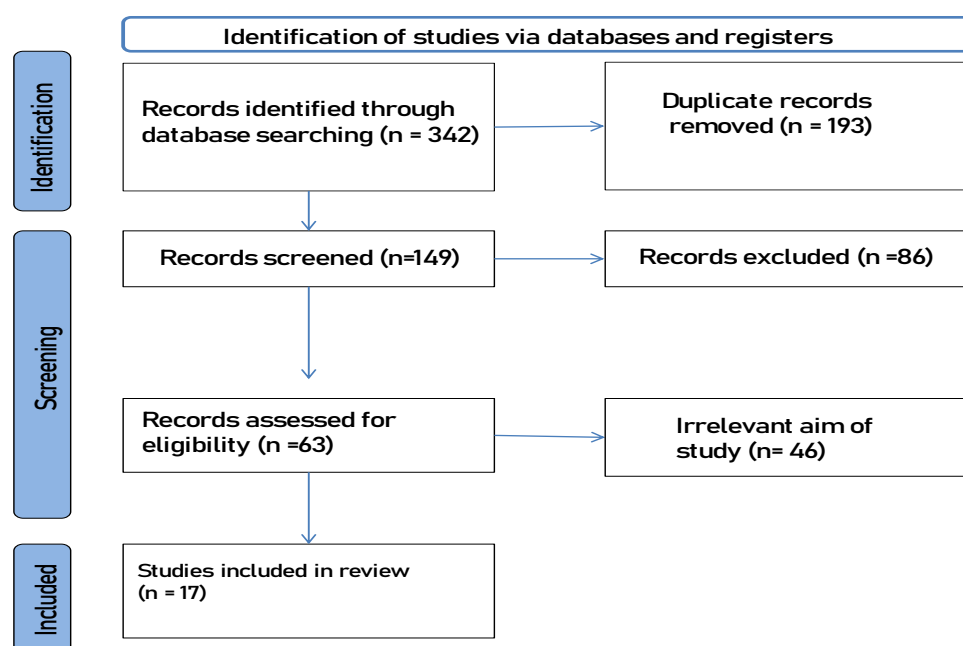 Identification of studies via databases and registers
Identification
Records identified through
database searching (n = 342)
Duplicate records
removed (n = 193)
Screening
Records screened (n=149)
Records excluded (n =86)
Records assessed for
eligibility (n =63)
Irrelevant aim of
study (n= 46)
Included
Studies included in review
(n = 17)